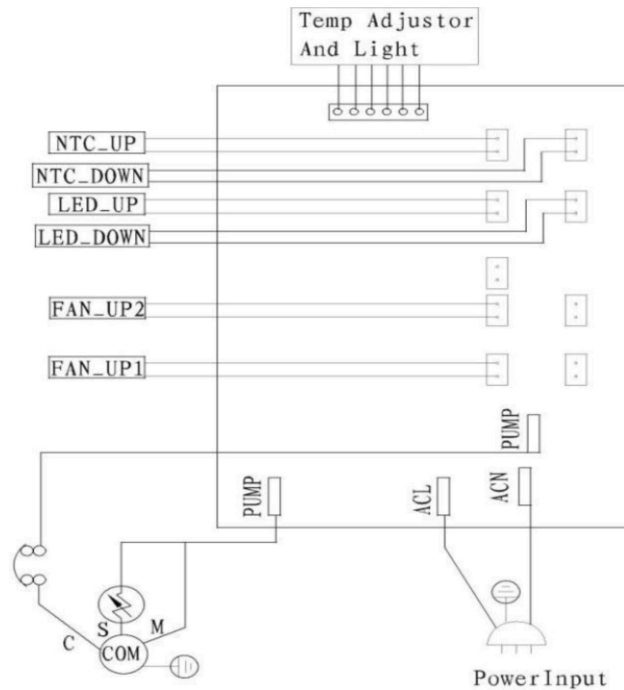 Temp Adjustor
And Light
NTC_UP
NTC_DOWN
LED_UP
LED_DOWN
FAN_UP2
FAN_UP1
PUMP
PUMP
ACL
ACN
S
M
C
COM
PowerInput